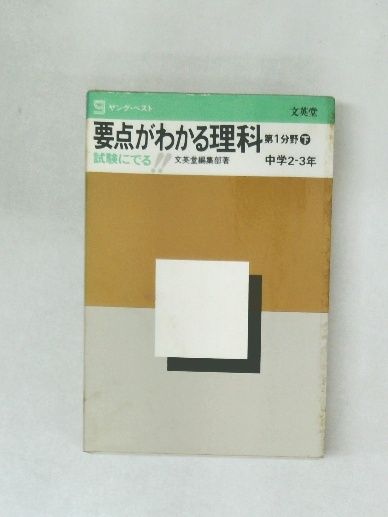 ヤング・ベスト
文英堂
要点がわかる理科 第1分野 下
試験にでる!! 文英堂編集部著 中学2-3年